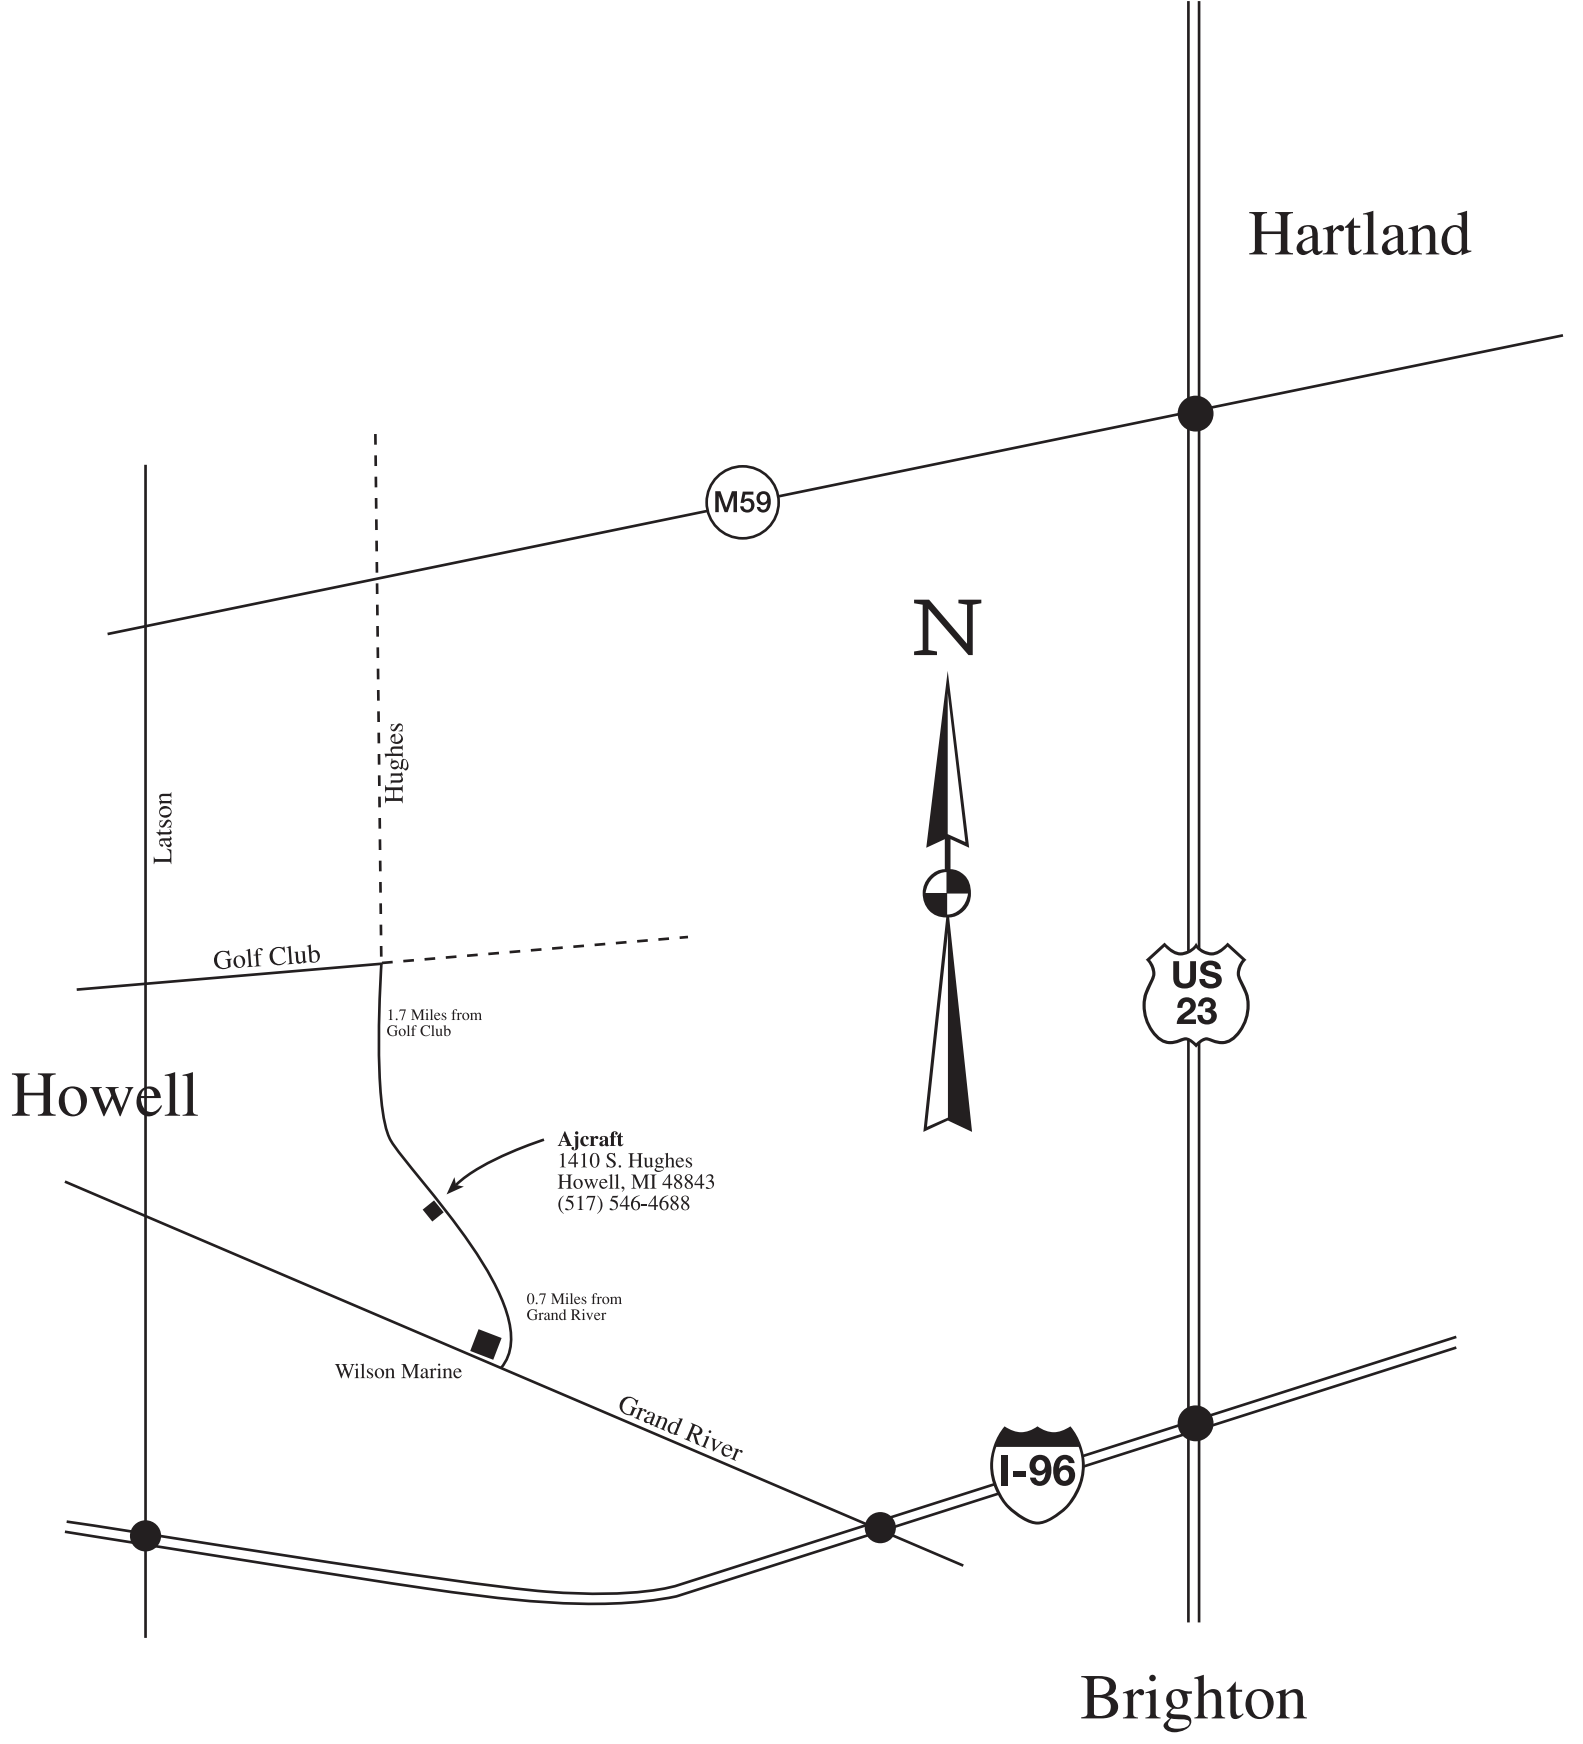 Hartland
M59
N
Hughes
Latson
Golf Club
US
23
1.7 Miles from
Golf Club
Howell
Ajcraft
1410 S. Hughes
Howell, MI 48843
(517) 546-4688
0.7 Miles from
Grand River
Wilson Marine
Grand River
I-96
Brighton